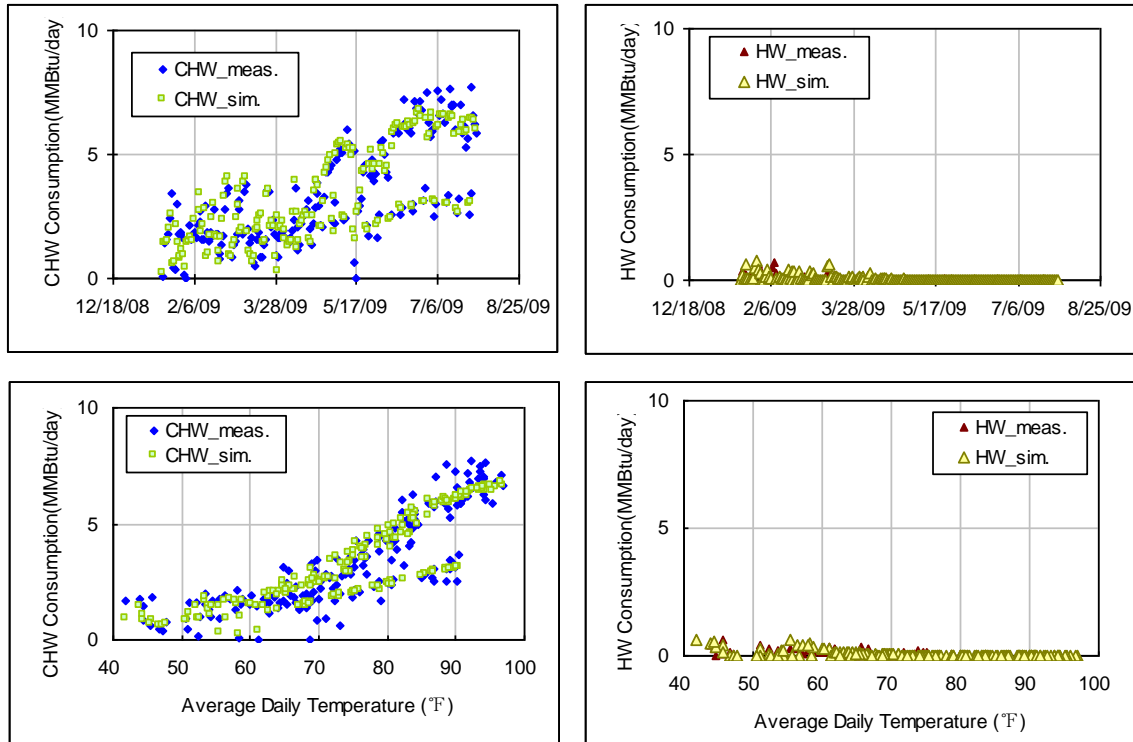 CHW Consumption(MMBtu/day
10
5
0
CHW_meas.
CHW_sim.
12/18/08 2/6/09 3/28/09 5/17/09 7/6/09 8/25/09
HW Consumption(MMBtu/day)
10
5
0
HW_meas.
HW_sim.
12/18/08 2/6/09 3/28/09 5/17/09 7/6/09 8/25/09
CHW Consumption(MMBtu/day
10
5
0
CHW_meas.
CHW_sim.
40 50 60 70 80 90 100
Average Daily Temperature (℉)
HW Consumption(MMBtu/day)
10
5
0
HW_meas.
HW_sim.
40 50 60 70 80 90 100
Average Daily Temperature (℉)